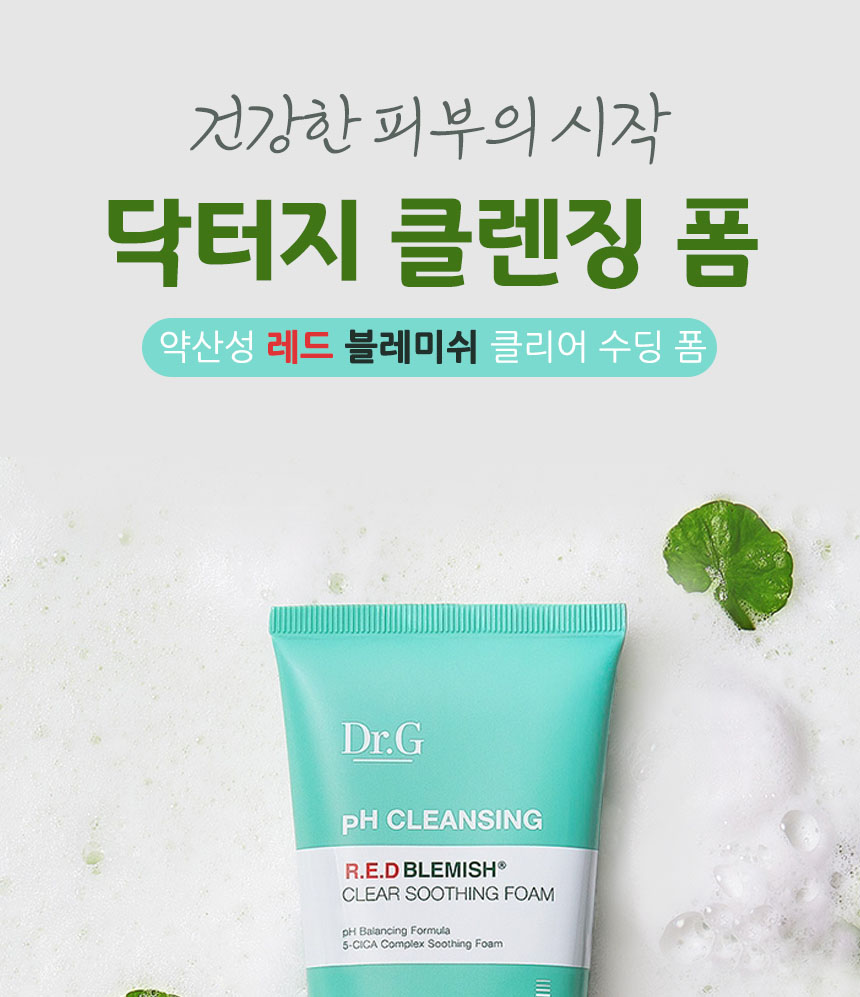 건강한 피부의 시작
닥터지 클렌징 폼
약산성 레드 블레미쉬 클리어 수딩 폼
Dr.G
pH CLEANSING
R.E.D BLEMISH®
CLEAR SOOTHING FOAM
pH Balancing Formula
5-CICA Complex Soothing Foam